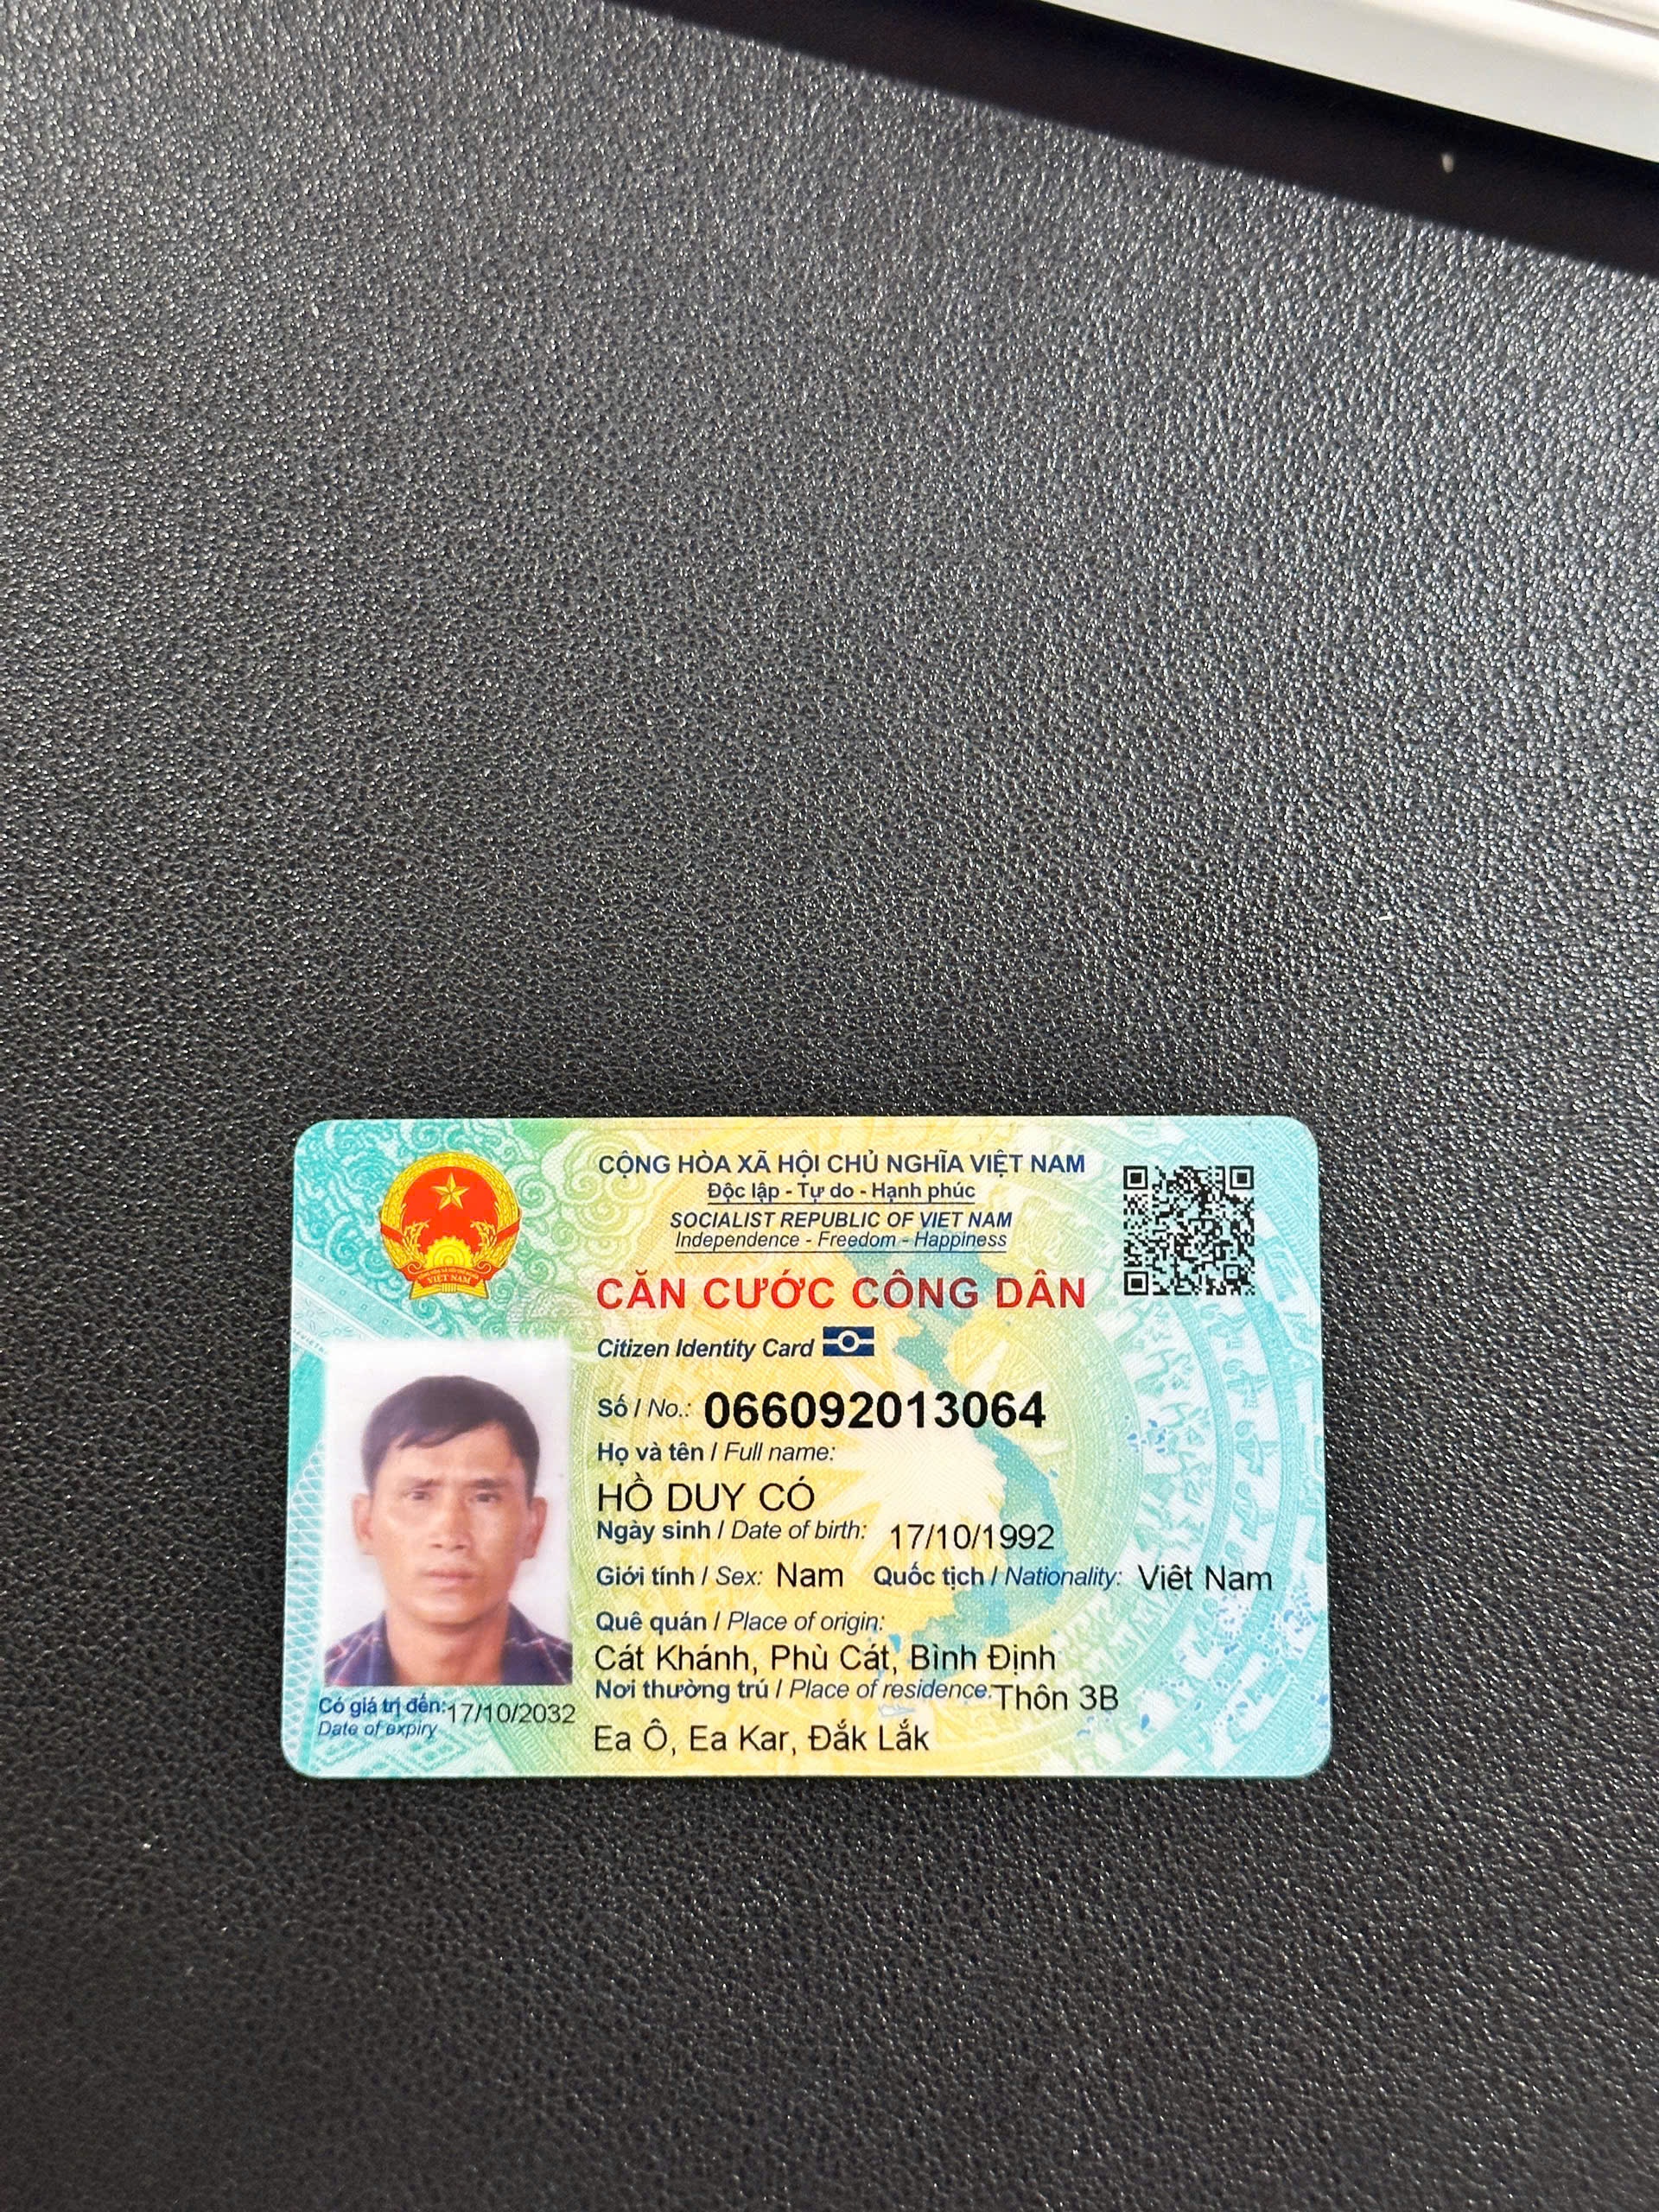 CỘNG HÒA XÃ HỘI CHỦ NGHĨA VIỆT NAM
Độc lập - Tự do - Hạnh phúc
SOCIALIST REPUBLIC OF VIET NAM
Independence - Freedom - Happiness
CĂN CƯỚC CÔNG DÂN
Citizen Identity Card
Số / No.: 066092013064
Họ và tên / Full name:
HỒ DUY CÓ
Ngày sinh / Date of birth: 17/10/1992
Giới tính / Sex: Nam Quốc tịch / Nationality: Việt Nam
Quê quán / Place of origin:
Cát Khánh, Phù Cát, Bình Định
Nơi thường trú / Place of residence: Thôn 3B
Ea Ô, Ea Kar, Đắk Lắk
Có giá trị đến: 17/10/2032
Date of expiry
VIỆT NAM